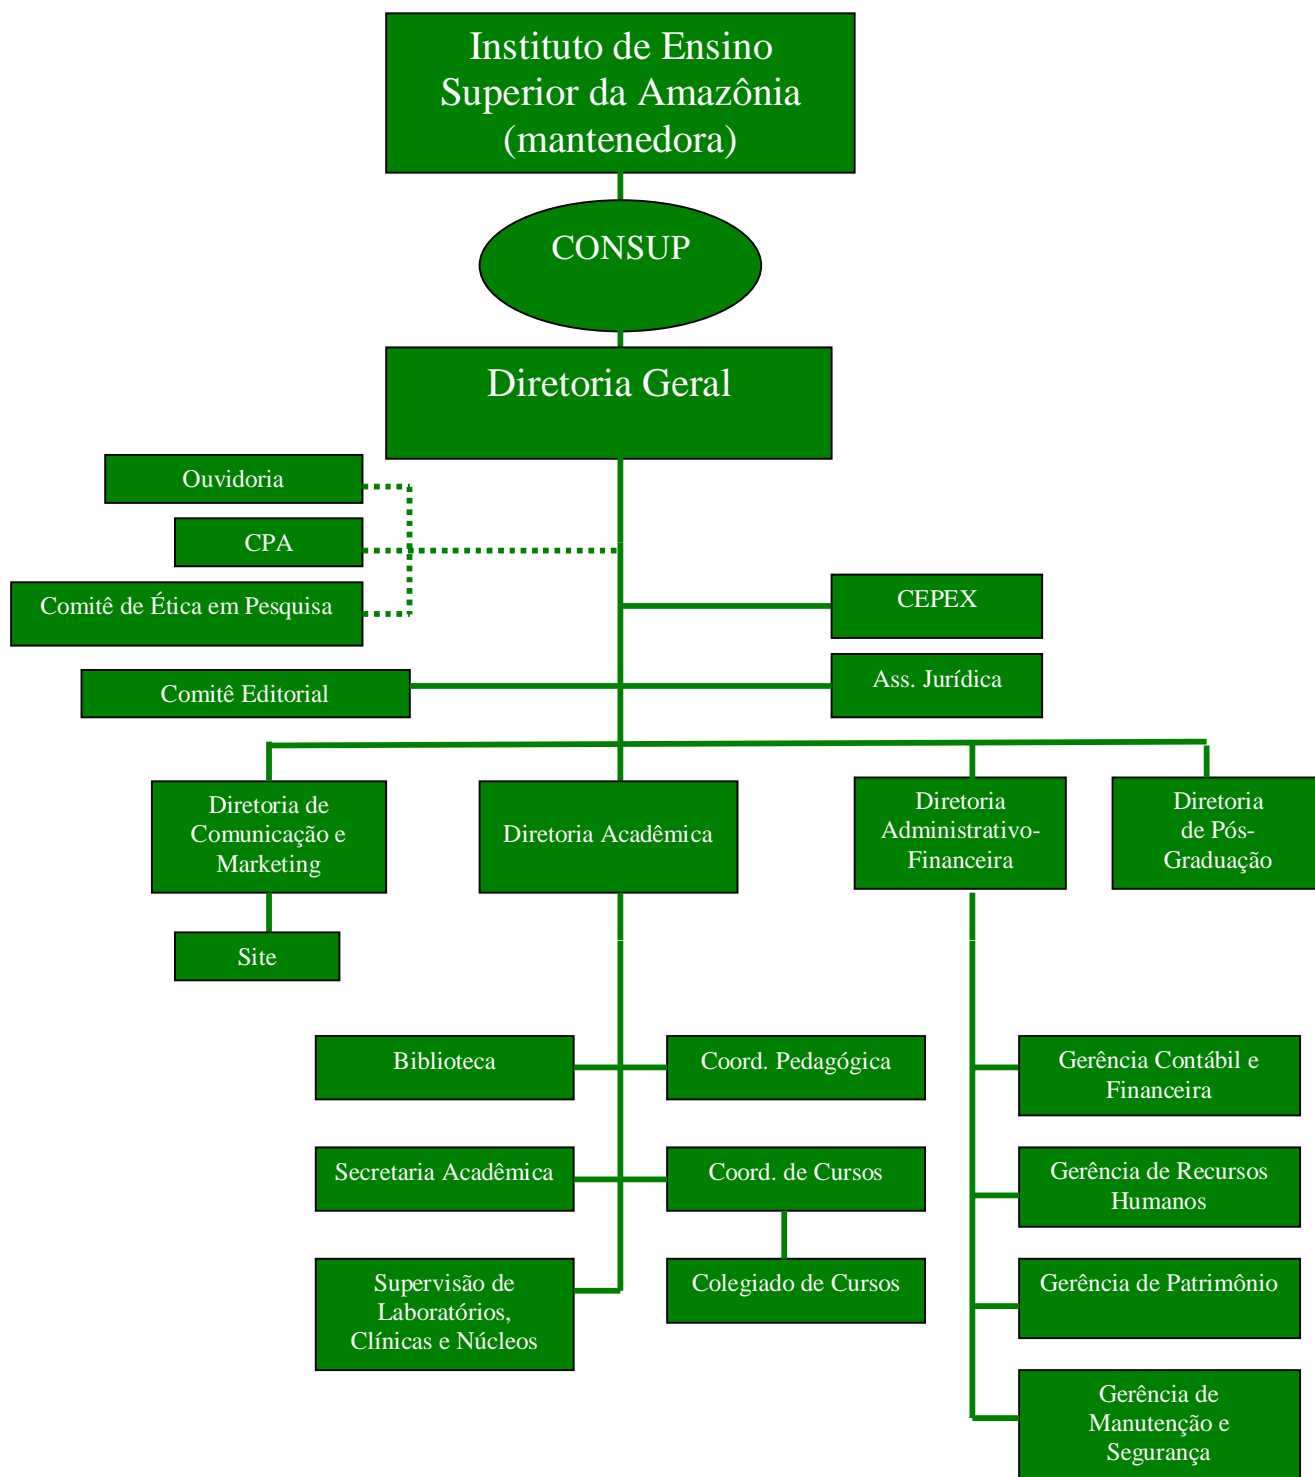 Instituto de Ensino
Superior da Amazônia
(mantenedora)
CONSUP
Diretoria Geral
Ouvidoria
CPA
Comitê de Ética em Pesquisa
CEPEX
Comitê Editorial
Ass. Jurídica
Diretoria de
Comunicação e
Marketing
Diretoria Acadêmica
Diretoria
Administrativo-
Financeira
Diretoria
de Pós-
Graduação
Site
Biblioteca
Coord. Pedagógica
Gerência Contábil e
Financeira
Secretaria Acadêmica
Coord. de Cursos
Gerência de Recursos
Humanos
Supervisão de
Laboratórios,
Clínicas e Núcleos
Colegiado de Cursos
Gerência de Patrimônio
Gerência de
Manutenção e
Segurança